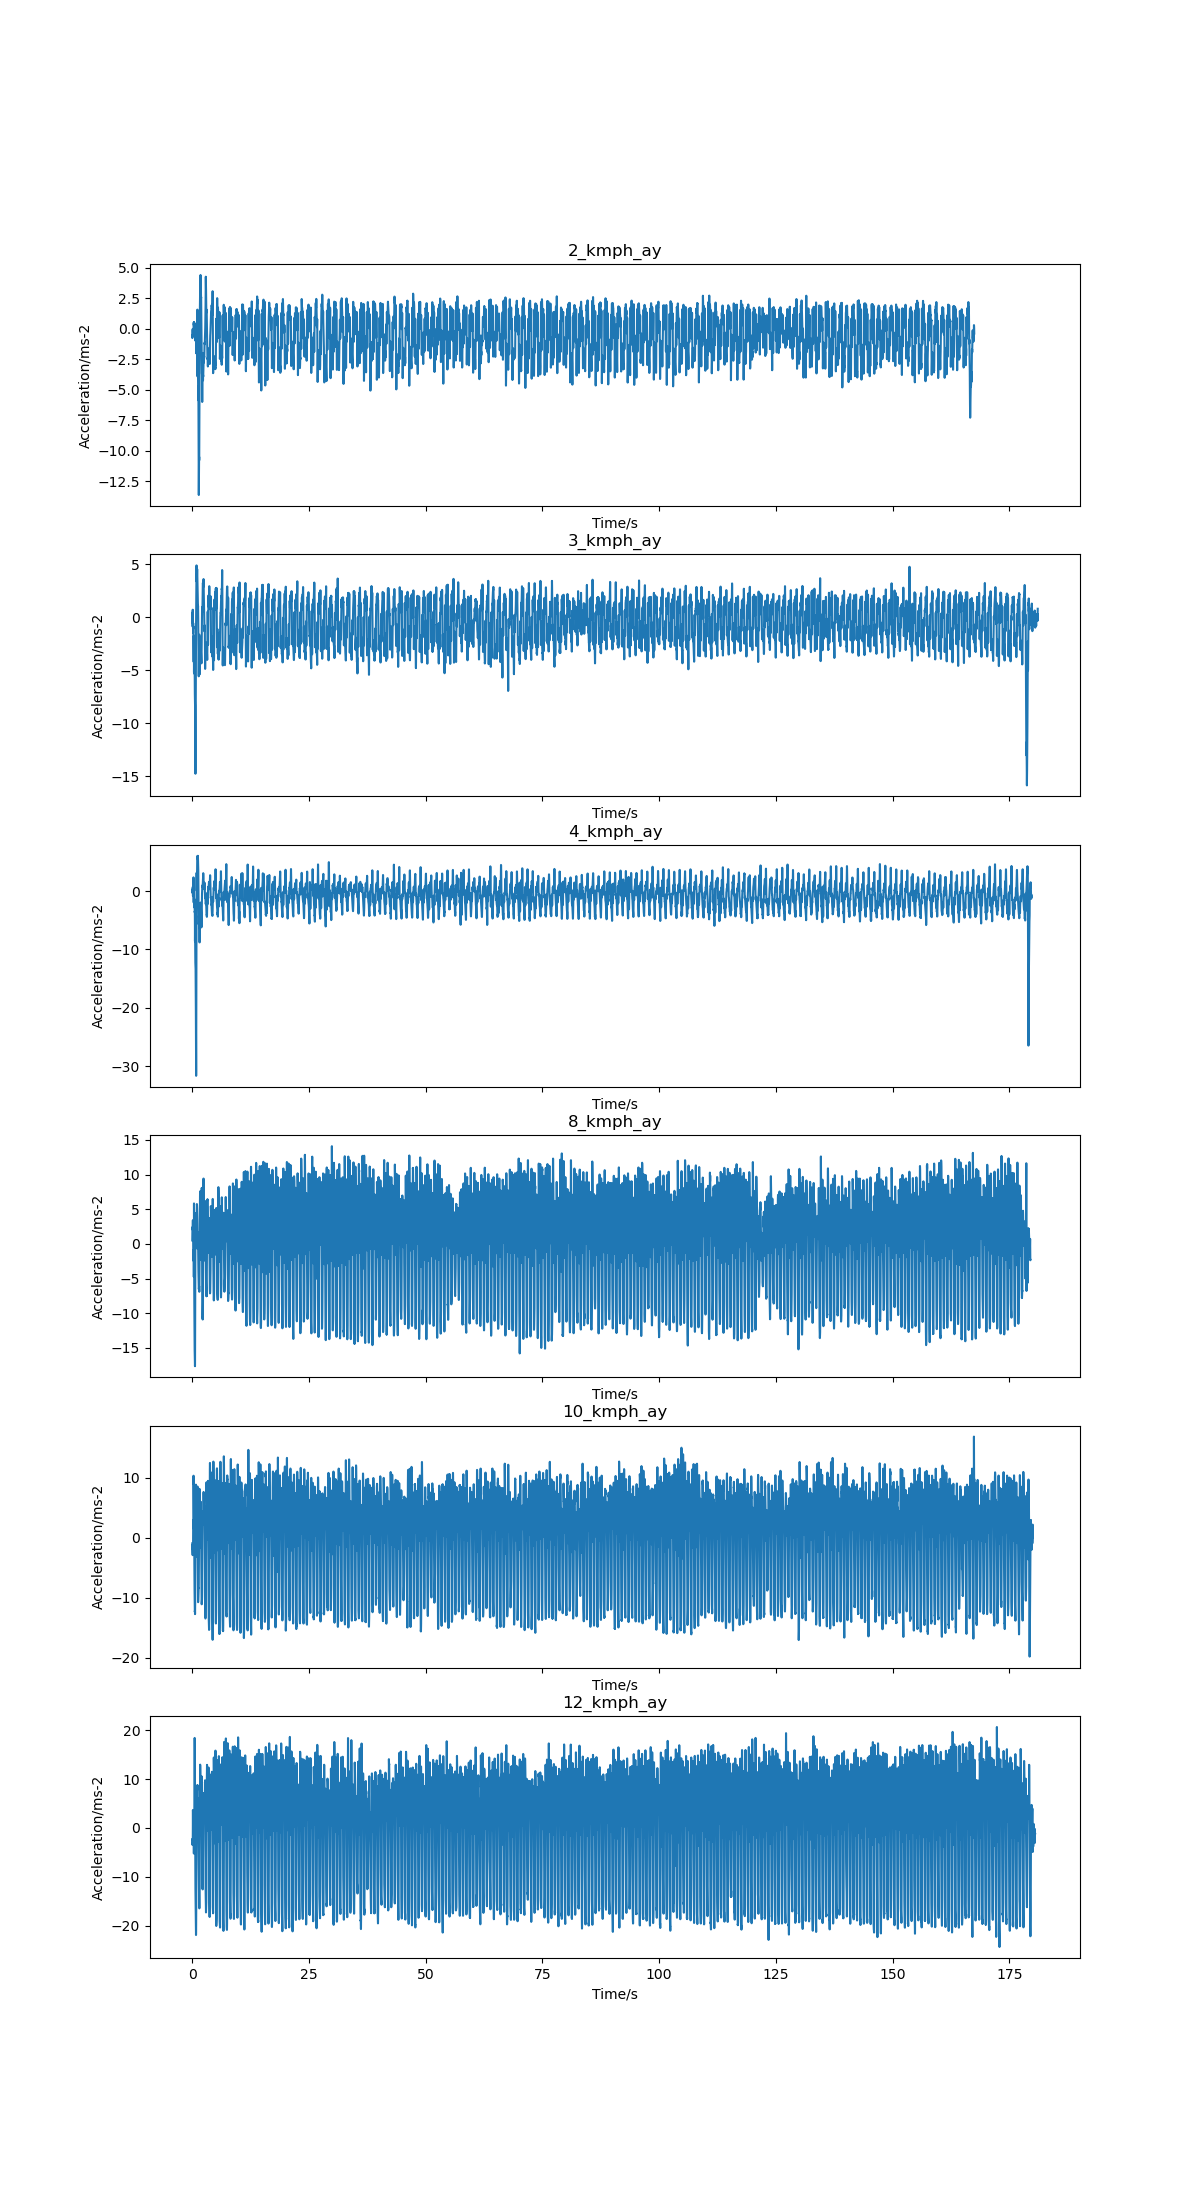 2_kmph_ay
5.0
2.5
0.0
−2.5
−5.0
−7.5
−10.0
−12.5
Acceleration/ms-2
Time/s
3_kmph_ay
5
0
−5
−10
−15
Acceleration/ms-2
Time/s
4_kmph_ay
0
−10
−20
−30
Acceleration/ms-2
Time/s
8_kmph_ay
15
10
5
0
−5
−10
−15
Acceleration/ms-2
Time/s
10_kmph_ay
10
0
−10
−20
Acceleration/ms-2
Time/s
12_kmph_ay
20
10
0
−10
−20
Acceleration/ms-2
0 25 50 75 100 125 150 175
Time/s